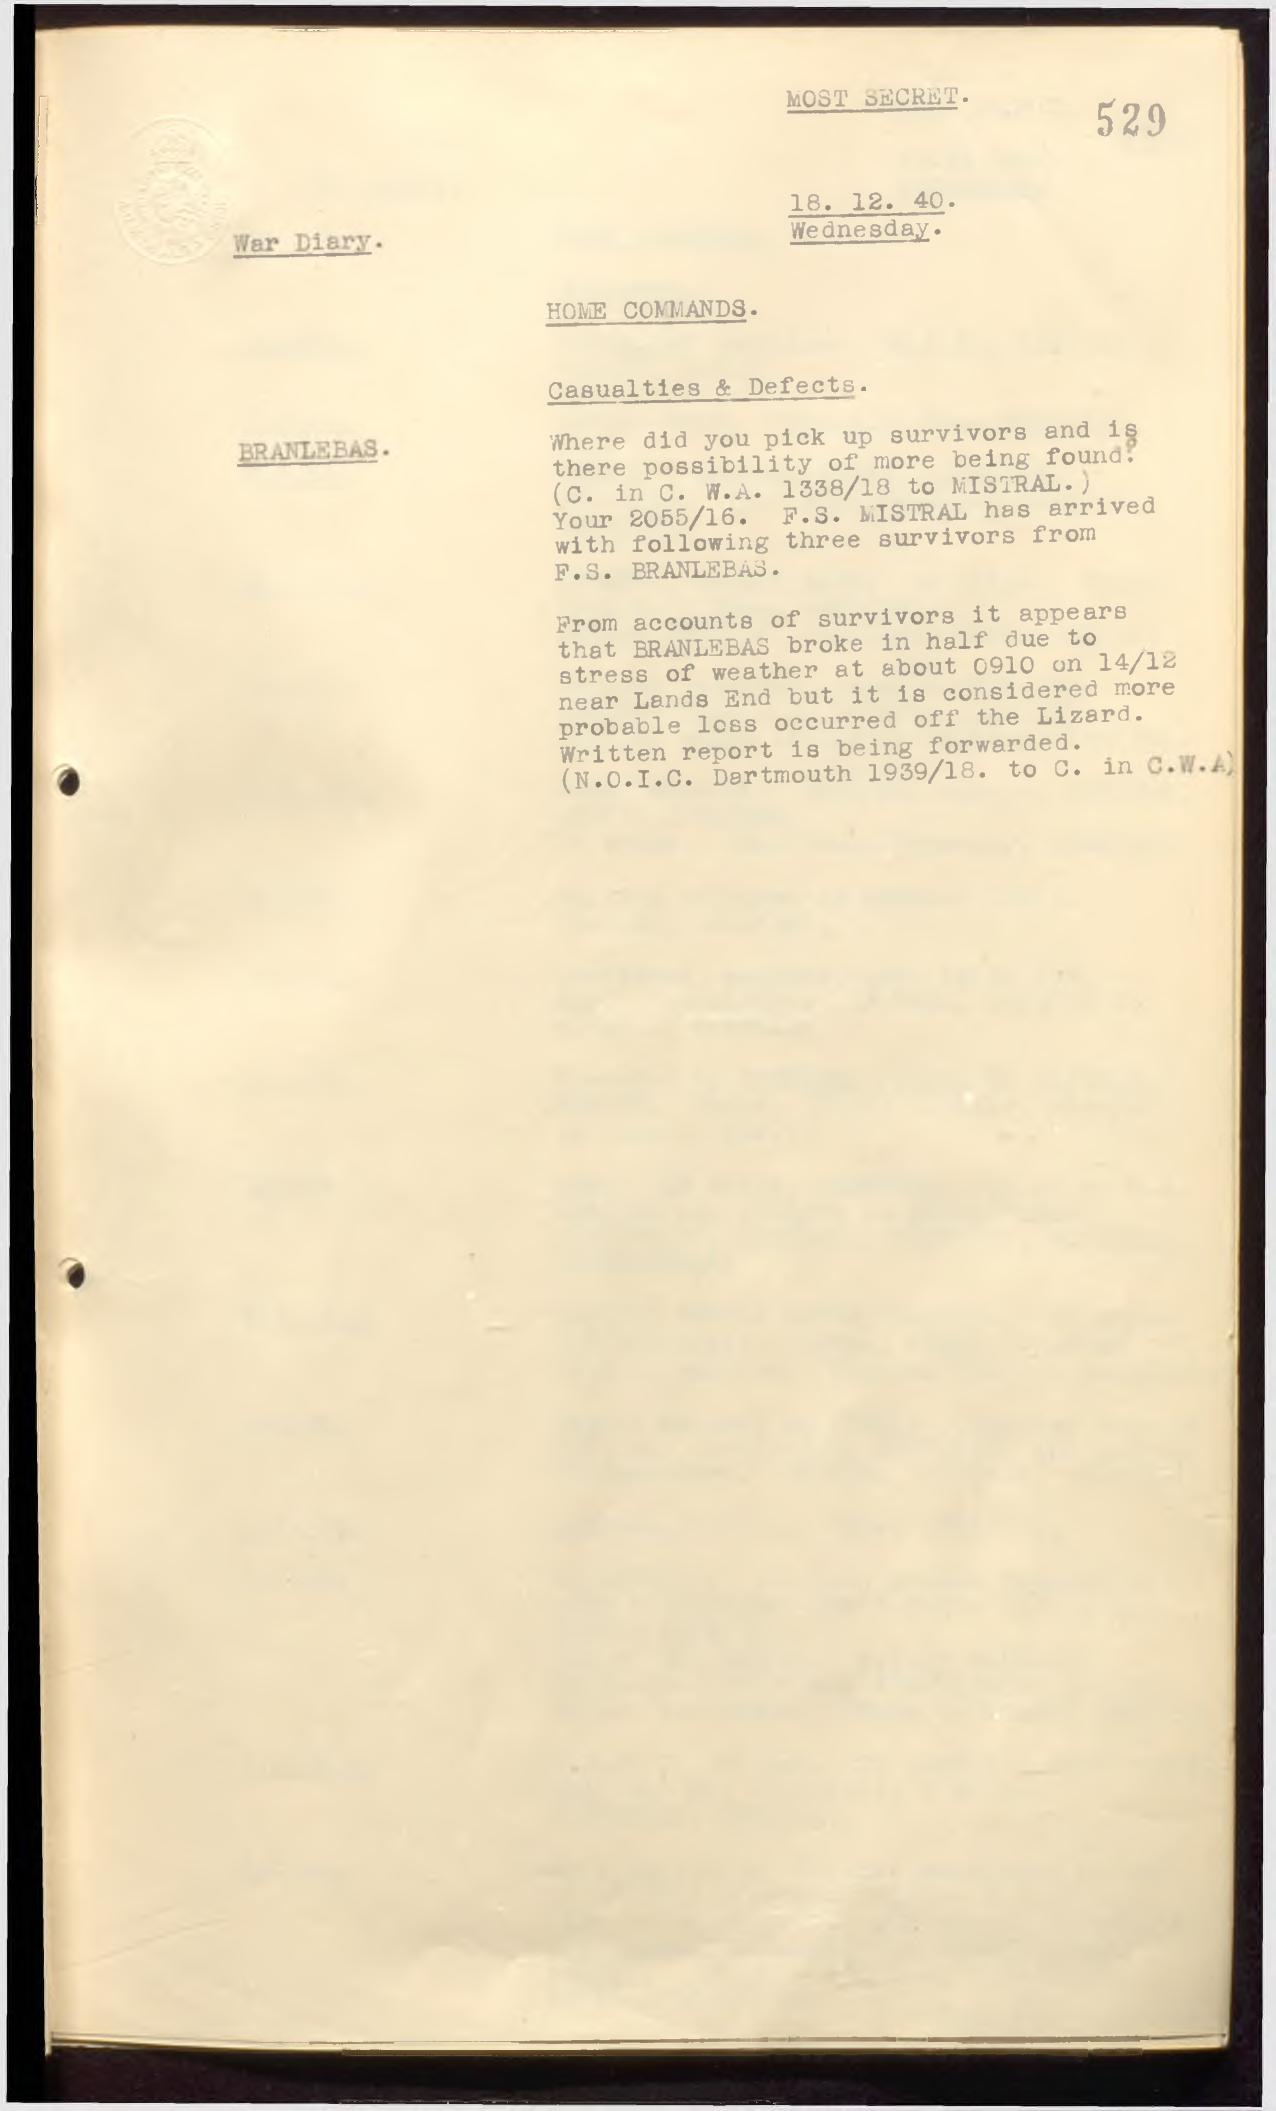 MOST SECRET.
529
18. 12. 40.
Wednesday.
War Diary.
HOME COMMANDS.
Casualties & Defects.
BRANLEBAS.
Where did you pick up survivors and is
there possibility of more being found?
(C. in C. W.A. 1338/18 to MISTRAL.)
Your 2055/16. F.S. MISTRAL has arrived
with following three survivors from
F.S. BRANLEBAS.
From accounts of survivors it appears
that BRANLEBAS broke in half due to
stress of weather at about 0910 on 14/12
near Lands End but it is considered more
probable loss occurred off the Lizard.
Written report is being forwarded.
(N.O.I.C. Dartmouth 1939/18. to C. in C.W.A)